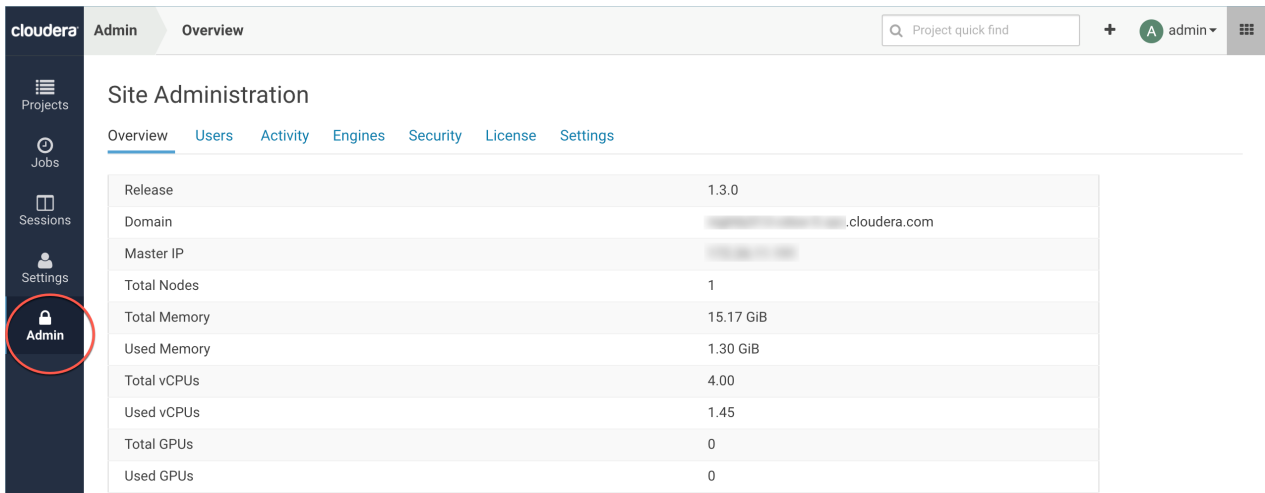 cloudera Admin Overview Project quick find + A admin
Projects
Jobs
Sessions
Settings
Admin
Site Administration
Overview Users Activity Engines Security License Settings
Release 1.3.0
Domain .cloudera.com
Master IP
Total Nodes 1
Total Memory 15.17 GiB
Used Memory 1.30 GiB
Total vCPUs 4.00
Used vCPUs 1.45
Total GPUs 0
Used GPUs 0